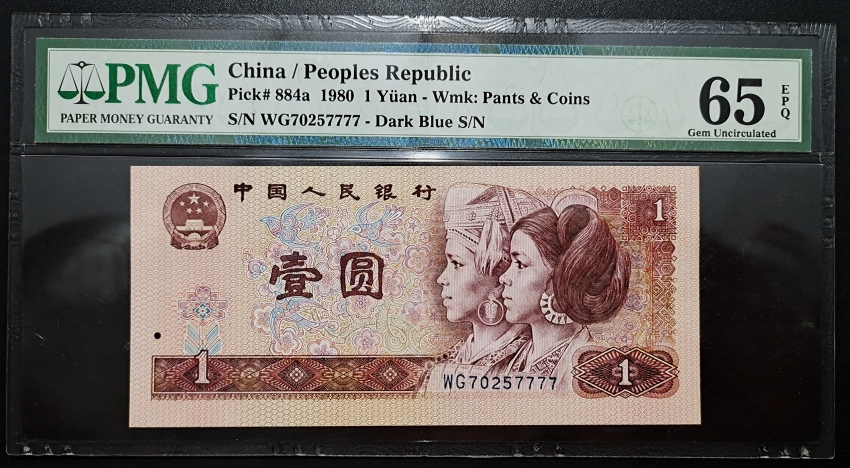 PMG
PAPER MONEY GUARANTY
China / Peoples Republic
Pick# 884a 1980 1 Yüan - Wmk: Pants & Coins
S/N WG70257777 - Dark Blue S/N
65
Gem Uncirculated
EPQ
中国人民银行
1
壹圆
1
WG70257777
1